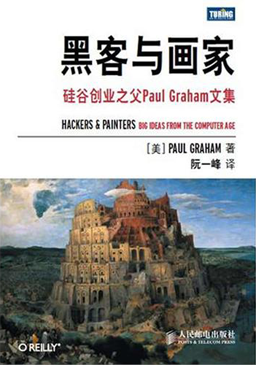 TURING
黑客与画家
硅谷创业之父Paul Graham文集
HACKERS & PAINTERS BIG IDEAS FROM THE COMPUTER AGE
[美] PAUL GRAHAM 著
阮一峰 译
O'REILLY®
人民邮电出版社
POSTS & TELECOM PRESS